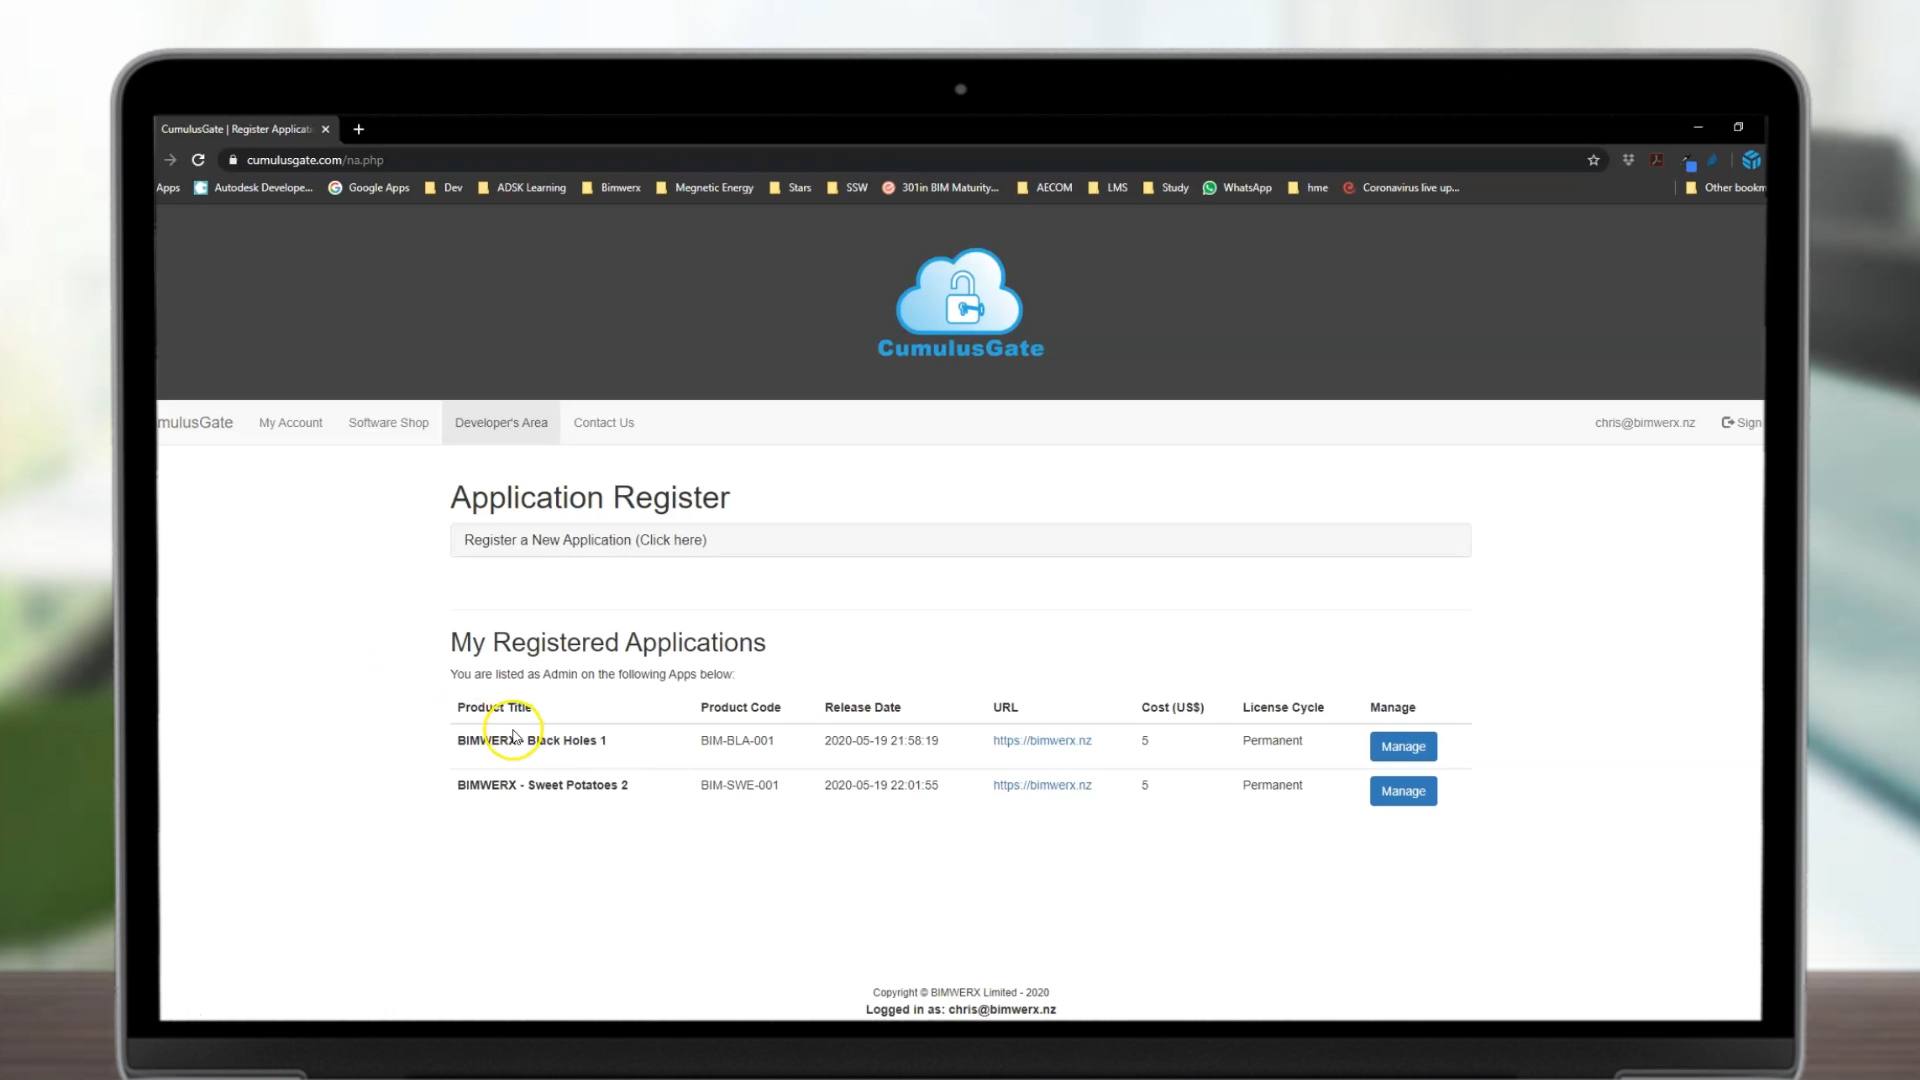 CumulusGate | Register Applicati
cumulusgate.com/na.php
Apps Autodesk Develope... Google Apps Dev ADSK Learning Bimwerx Megnetic Energy Stars SSW 301in BIM Maturity... AECOM LMS Study WhatsApp hme Coronavirus live up... Other bookm
CumulusGate
mulusGate My Account Software Shop Developer's Area Contact Us chris@bimwerx.nz Sign
Application Register
Register a New Application (Click here)
My Registered Applications
You are listed as Admin on the following Apps below:
Product Title Product Code Release Date URL Cost (US$) License Cycle Manage
BIMWERX - Black Holes 1 BIM-BLA-001 2020-05-19 21:58:19 https://bimwerx.nz 5 Permanent Manage
BIMWERX - Sweet Potatoes 2 BIM-SWE-001 2020-05-19 22:01:55 https://bimwerx.nz 5 Permanent Manage
Copyright © BIMWERX Limited - 2020
Logged in as: chris@bimwerx.nz